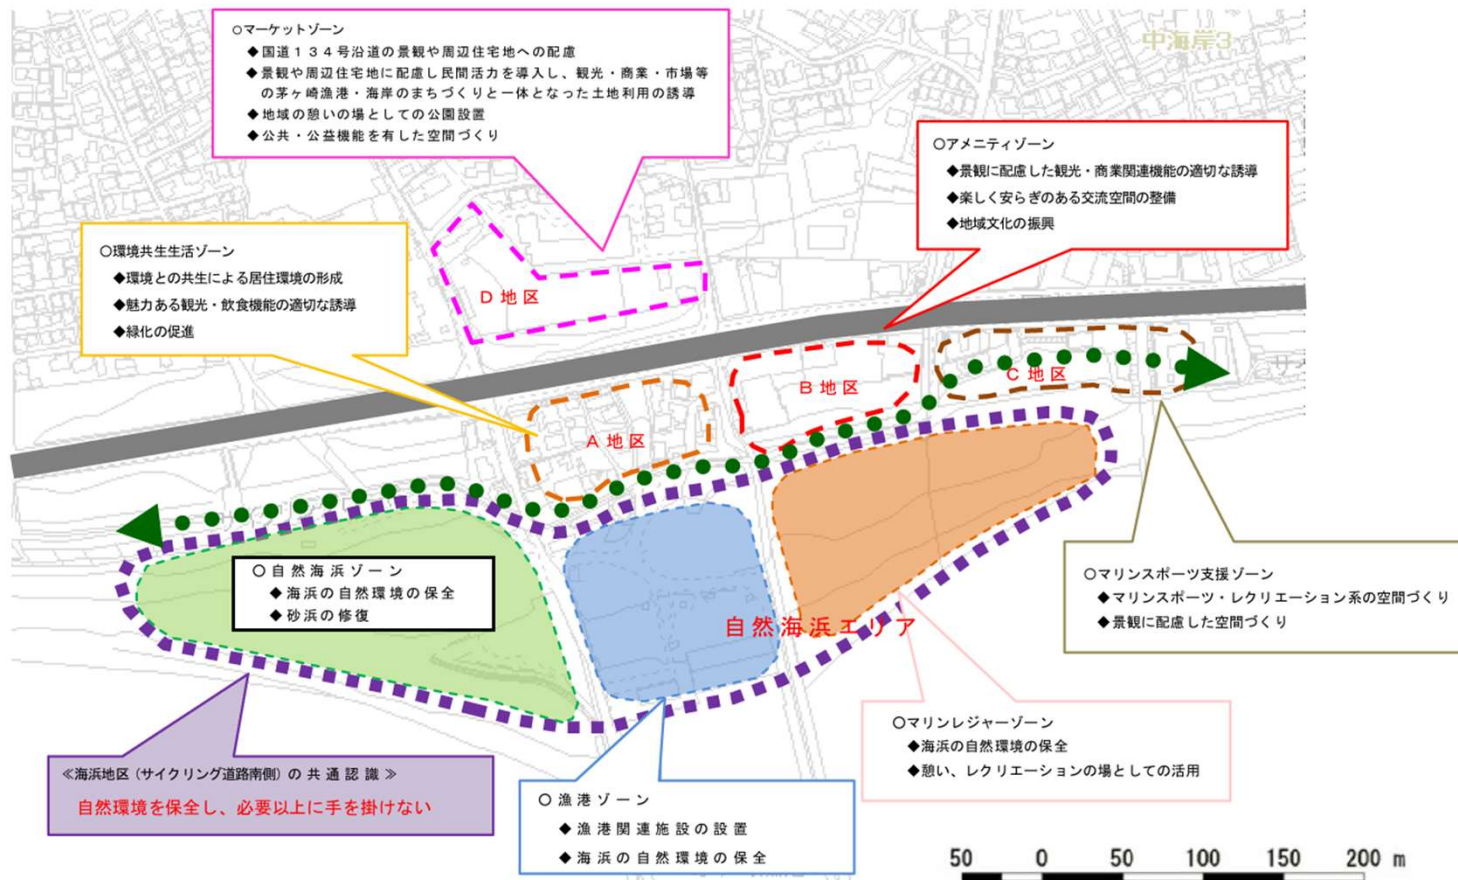 ○マーケットゾーン
◆国道134号沿道の景観や周辺住宅地への配慮
◆景観や周辺住宅地に配慮し民間活力を導入し、観光・商業・市場等
の茅ヶ崎漁港・海岸のまちづくりと一体となった土地利用の誘導
◆地域の憩いの場としての公園設置
◆公共・公益機能を有した空間づくり
中海岸3
○アメニティゾーン
◆景観に配慮した観光・商業関連機能の適切な誘導
◆楽しく安らぎのある交流空間の整備
◆地域文化の振興
○環境共生生活ゾーン
◆環境との共生による居住環境の形成
◆魅力ある観光・飲食機能の適切な誘導
◆緑化の促進
D地区
B地区
C地区
A地区
○自然海浜ゾーン
◆海浜の自然環境の保全
◆砂浜の修復
自然海浜エリア
○マリンスポーツ支援ゾーン
◆マリンスポーツ・レクリエーション系の空間づくり
◆景観に配慮した空間づくり
○マリンレジャーゾーン
◆海浜の自然環境の保全
◆憩い、レクリエーションの場としての活用
≪海浜地区(サイクリング道路南側)の共通認識≫
自然環境を保全し、必要以上に手を掛けない
○漁港ゾーン
◆漁港関連施設の設置
◆海浜の自然環境の保全
50 0 50 100 150 200 m